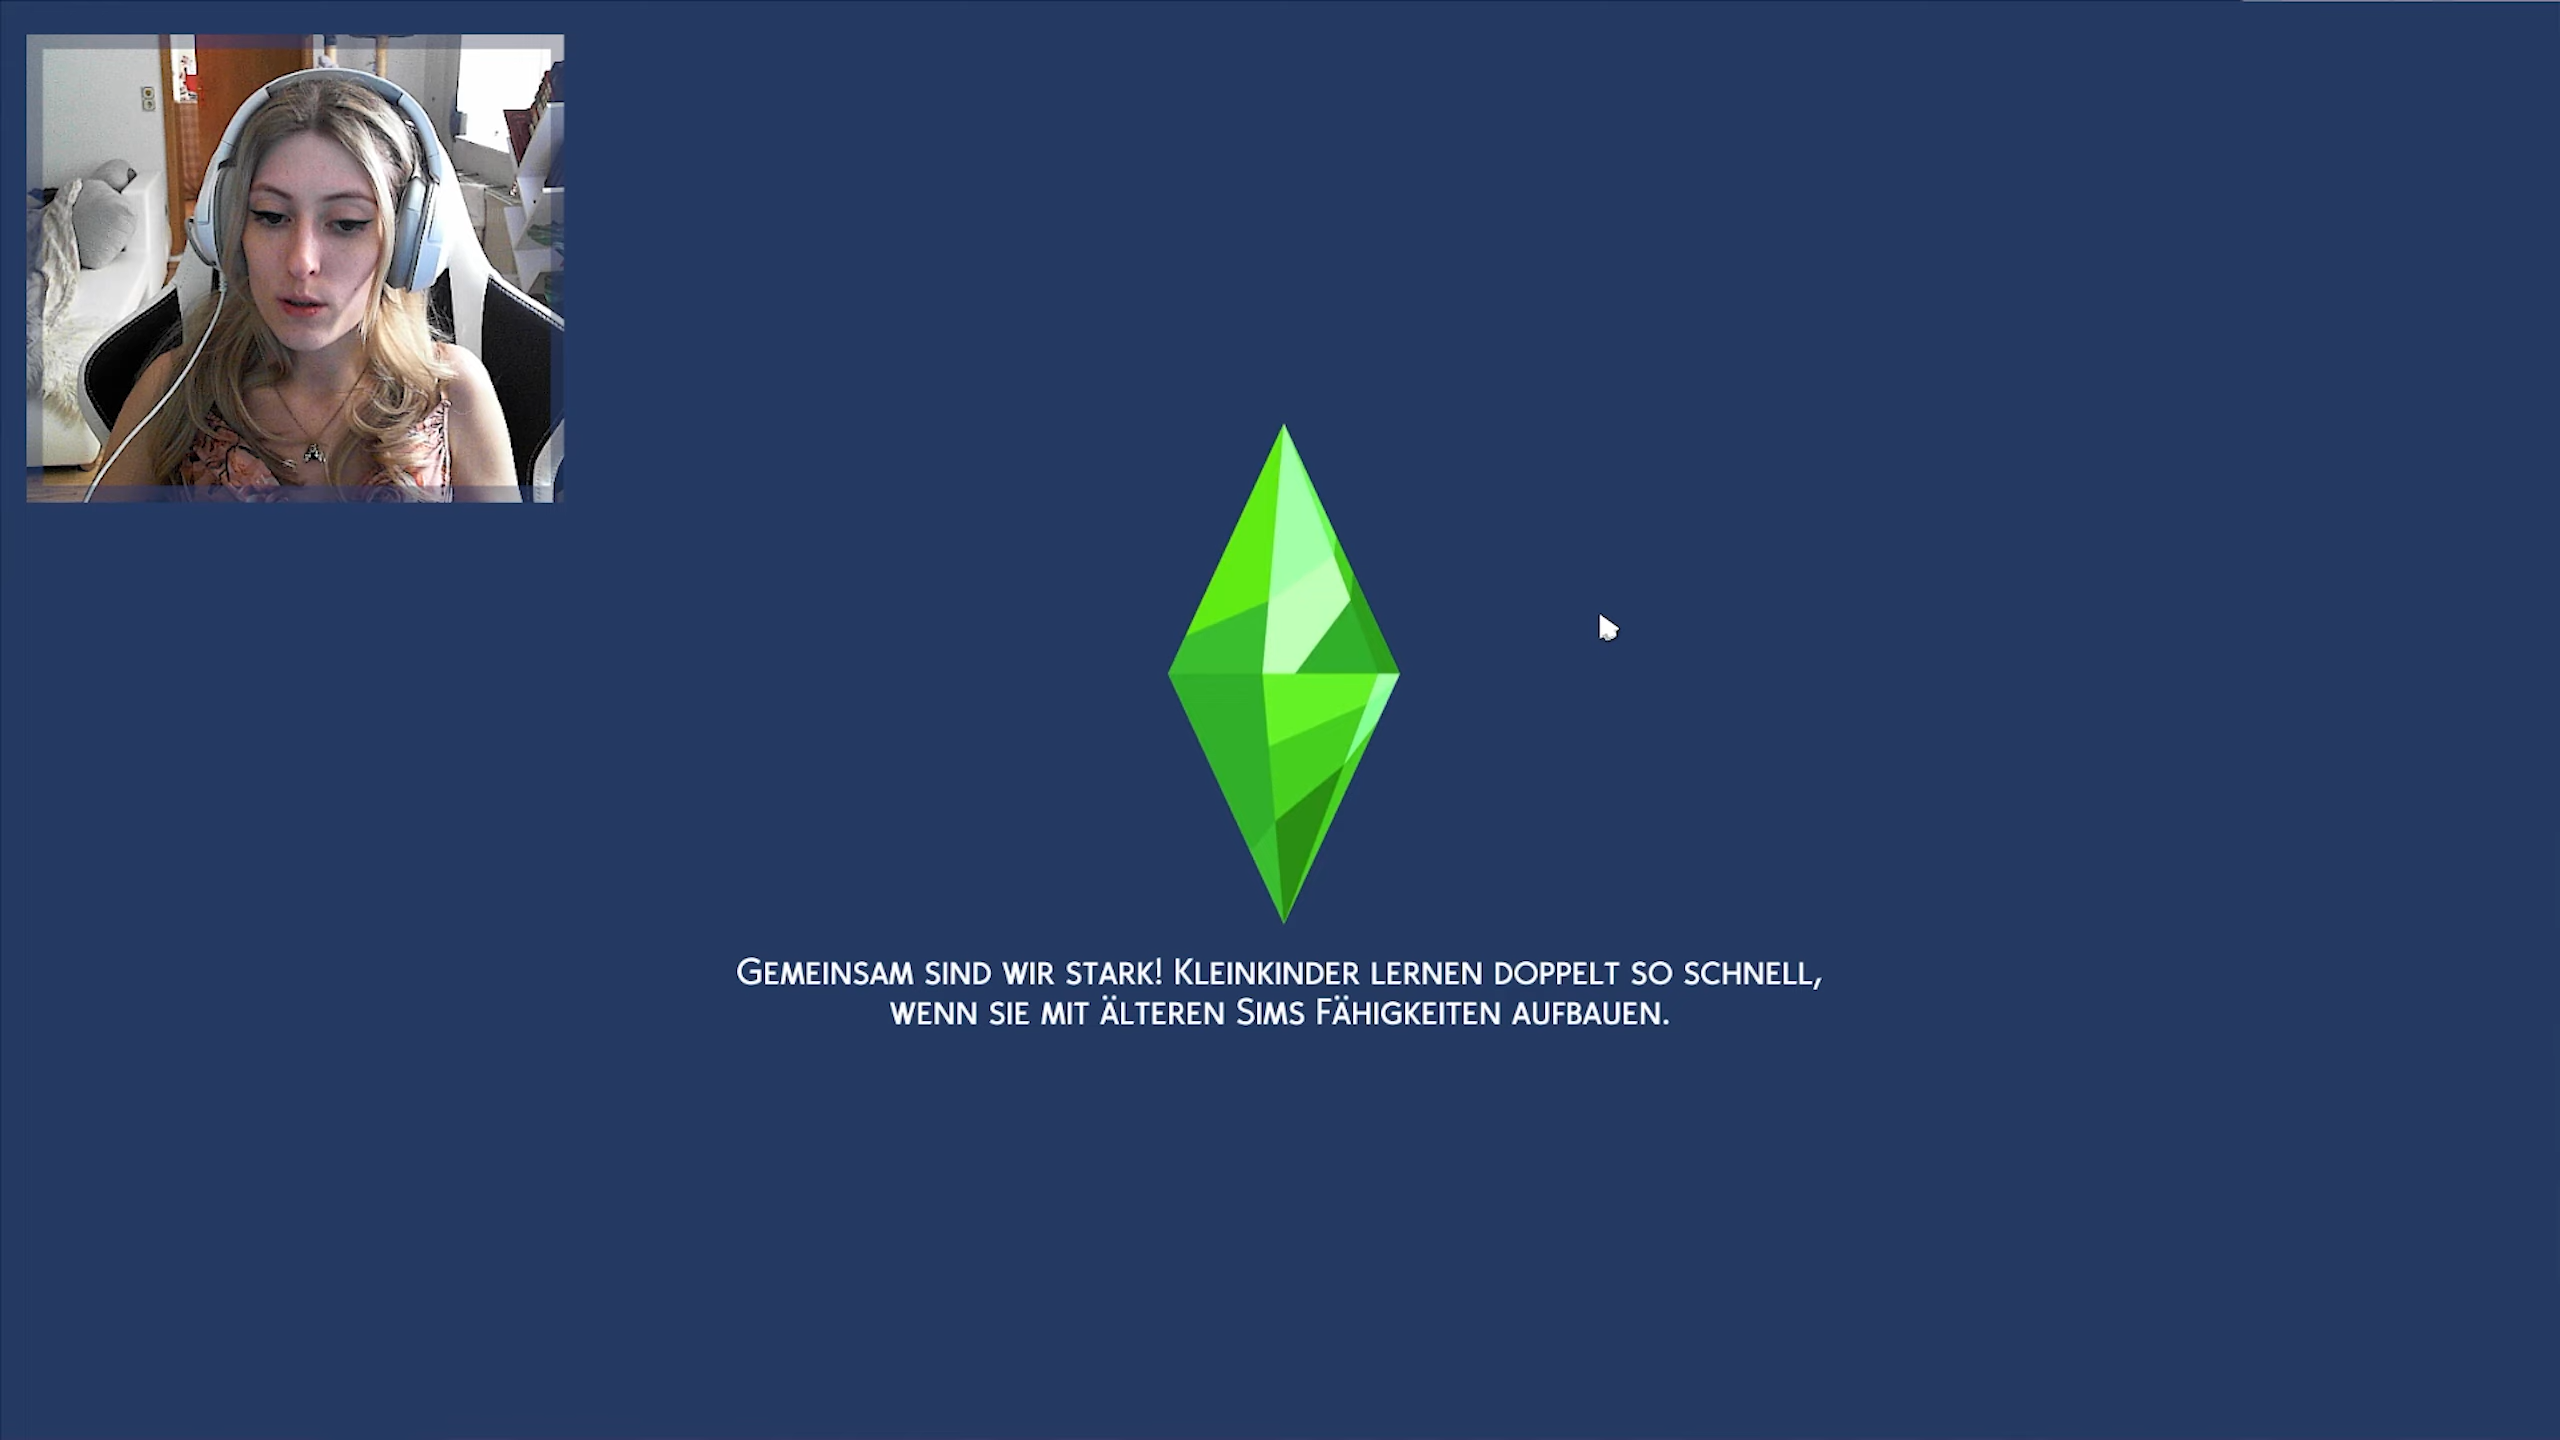 Gemeinsam sind wir stark! Kleinkinder lernen doppelt so schnell,
wenn sie mit älteren Sims Fähigkeiten aufbauen.